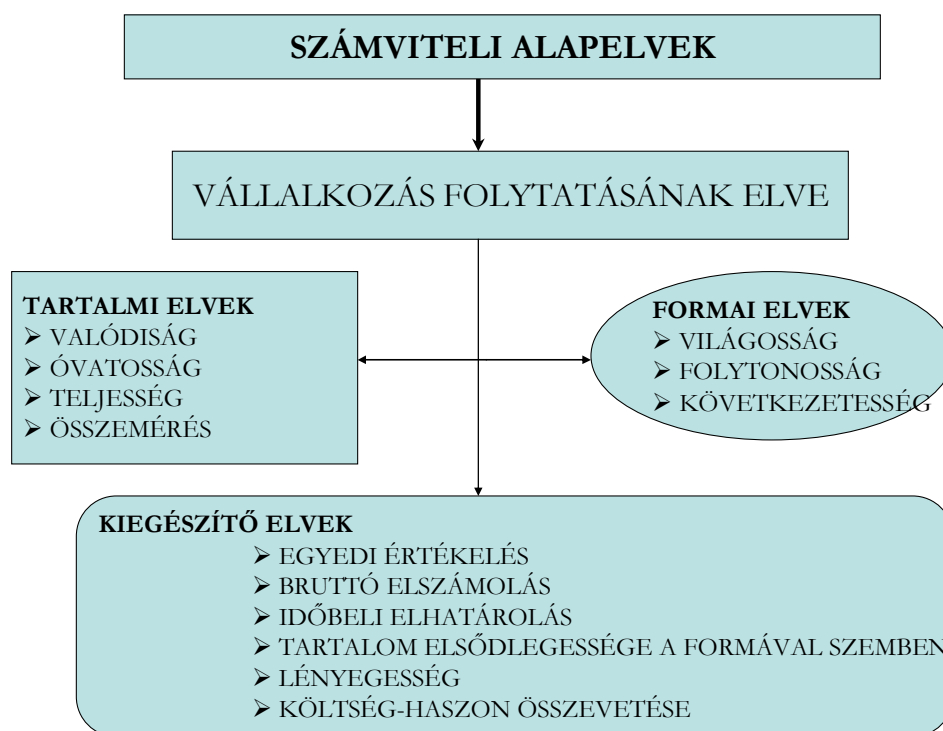 SZÁMVITELI ALAPELVEK
VÁLLALKOZÁS FOLYTATÁSÁNAK ELVE
TARTALMI ELVEK
➢ VALÓDISÁG
➢ ÓVATOSSÁG
➢ TELJESSÉG
➢ ÖSSZEMÉRÉS
FORMAI ELVEK
➢ VILÁGOSSÁG
➢ FOLYTONOSSÁG
➢ KÖVETKEZETESSÉG
KIEGÉSZÍTŐ ELVEK
➢ EGYEDI ÉRTÉKELÉS
➢ BRUTTÓ ELSZÁMOLÁS
➢ IDŐBELI ELHATÁROLÁS
➢ TARTALOM ELSŐDLEGESSÉGE A FORMÁVAL SZEMBEN
➢ LÉNYEGESSÉG
➢ KÖLTSÉG-HASZON ÖSSZEVETÉSE